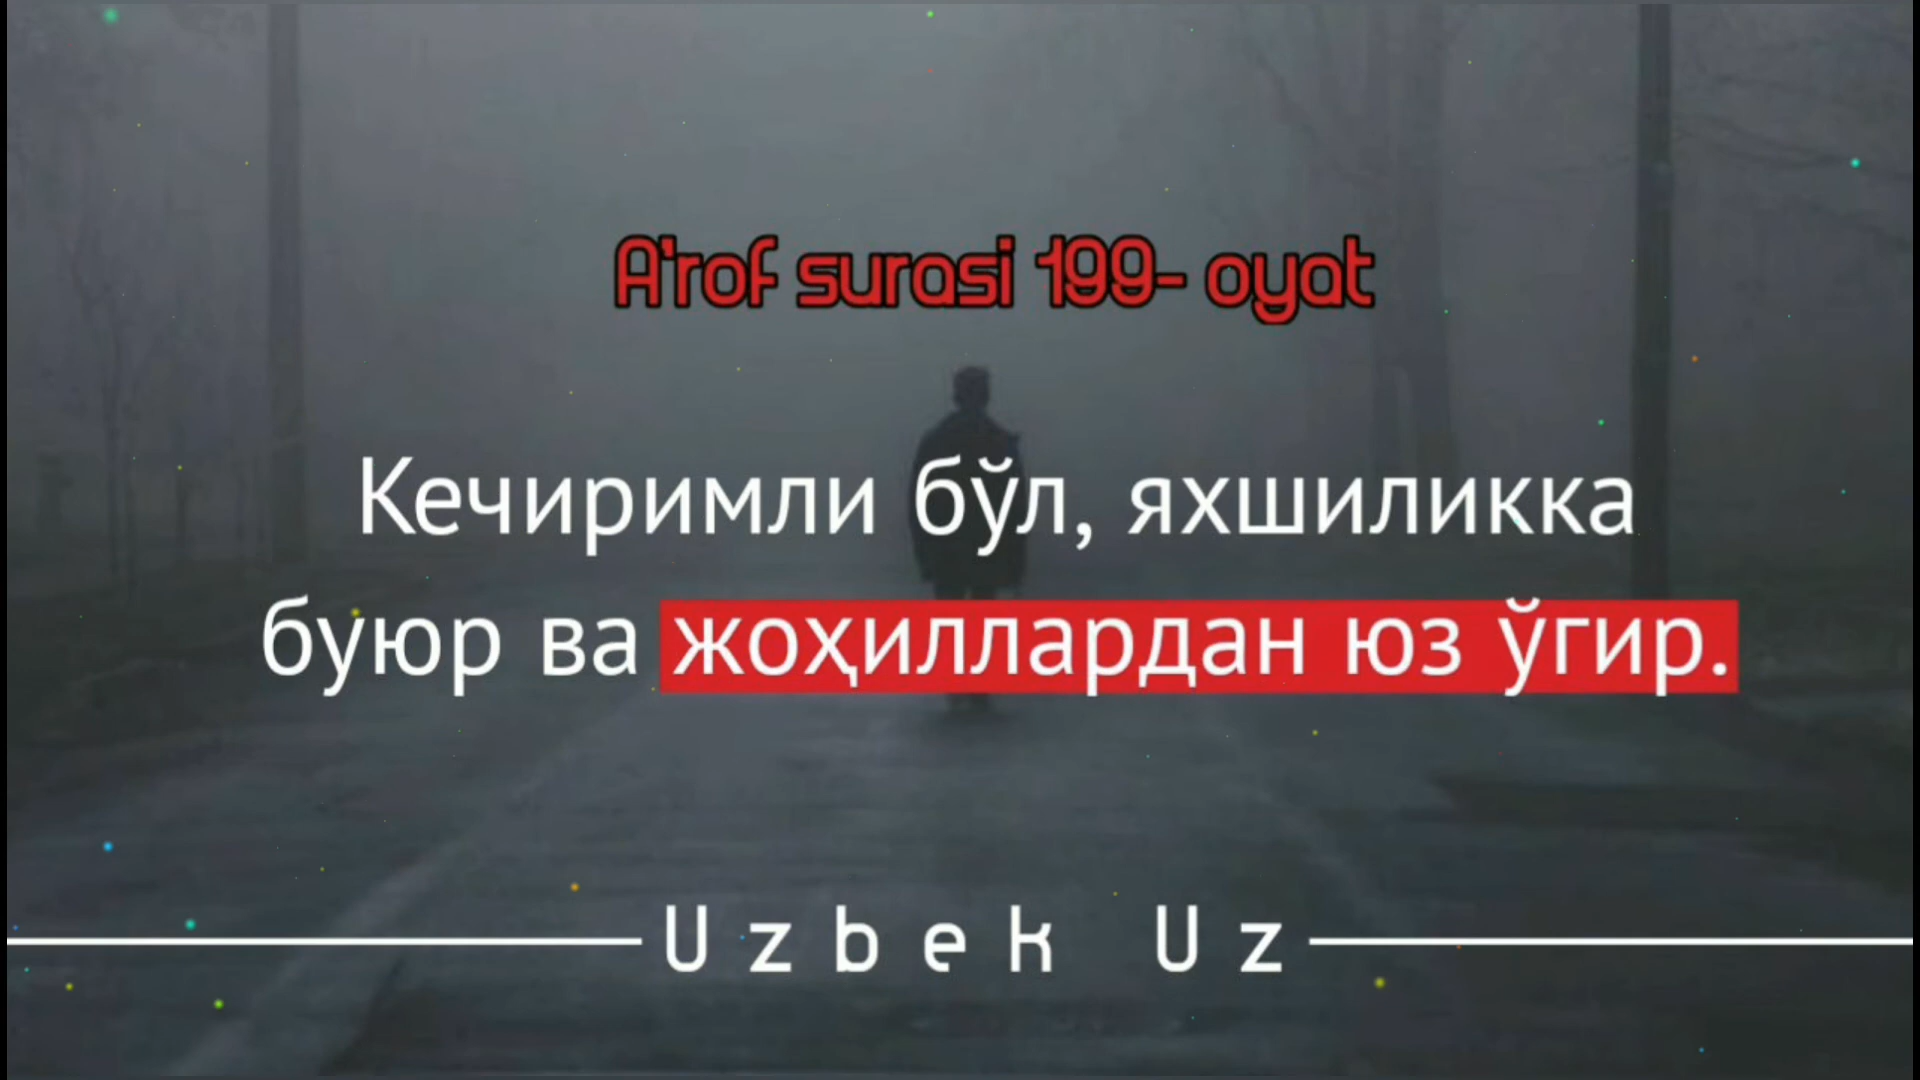 A'rof surasi 199- oyat
Кечиримли бўл, яхшиликка
буюр ва жоҳиллардан юз ўгир.
Uzbek Uz